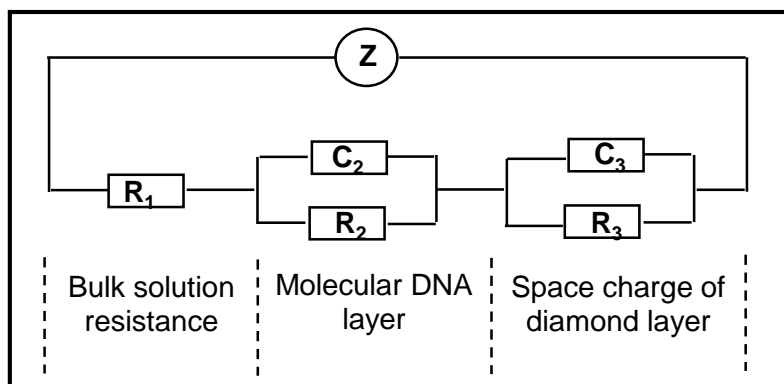 Z
C₂
C₃
R₁
R₂
R₃
Bulk solution
resistance
Molecular DNA
layer
Space charge of
diamond layer